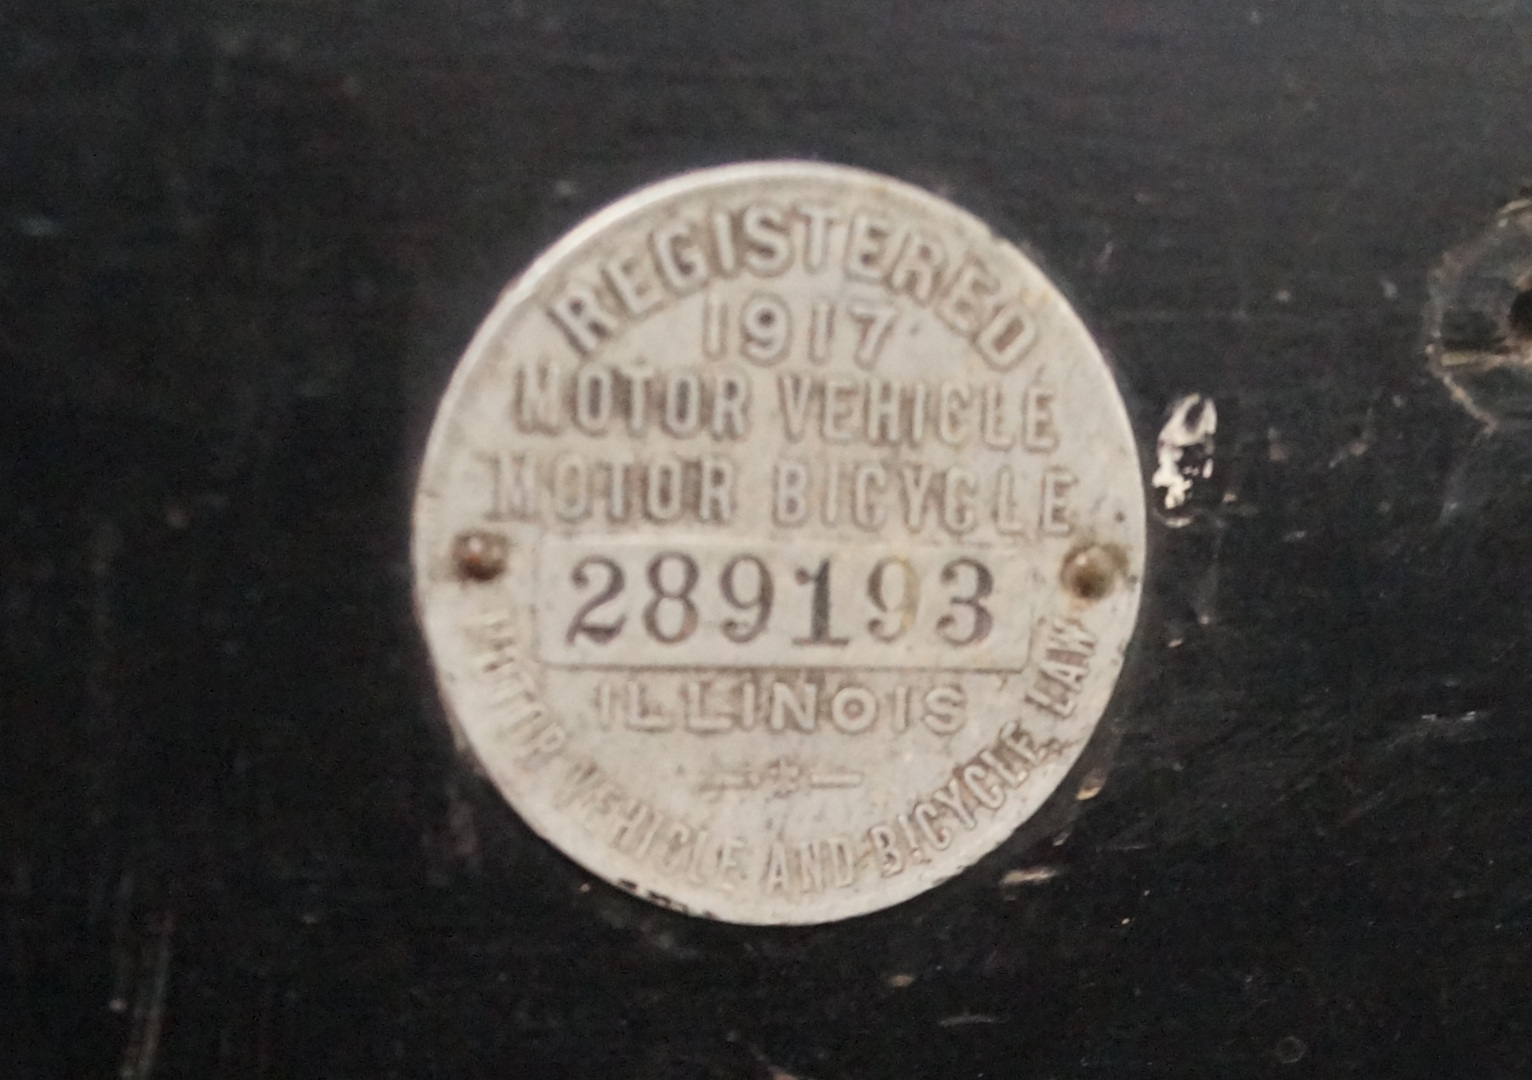 REGISTERED
1917
MOTOR VEHICLE
MOTOR BICYCLE
289193
ILLINOIS
MOTOR VEHICLE AND BICYCLE LAW